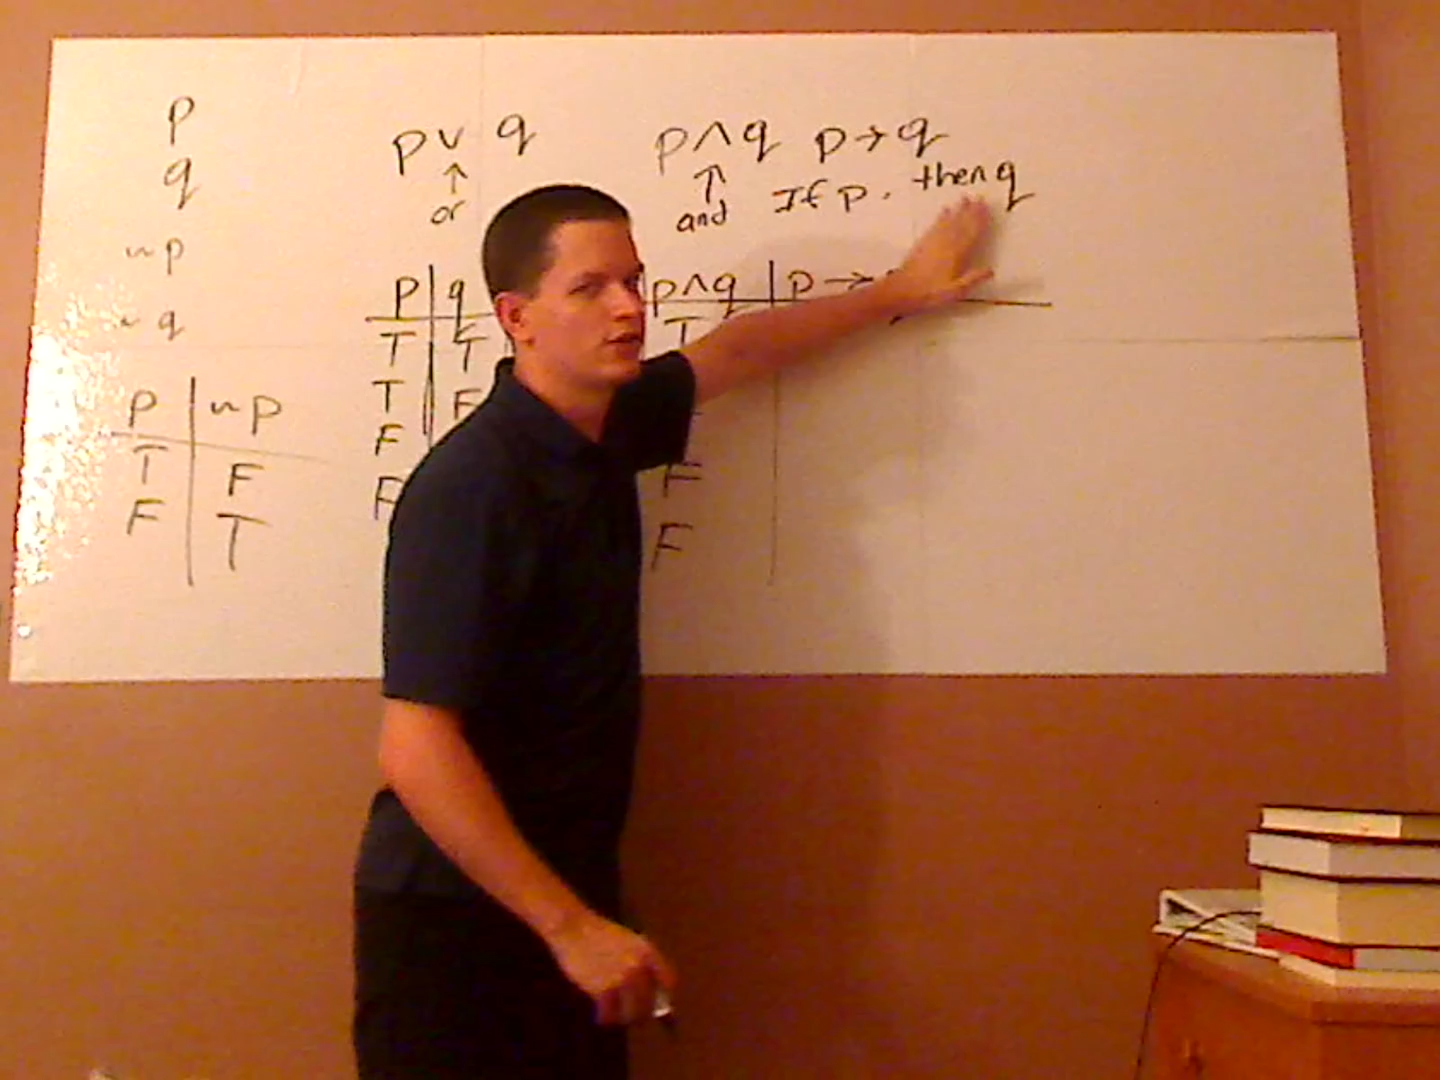 p
q
~p
~q
p | ~p
T | F
F | T
p ∨ q
↑
or
p ∧ q
↑
and
p → q
If p, then q
p | q | p∧q | p →
T | T | T
T | F
F | F
F | F